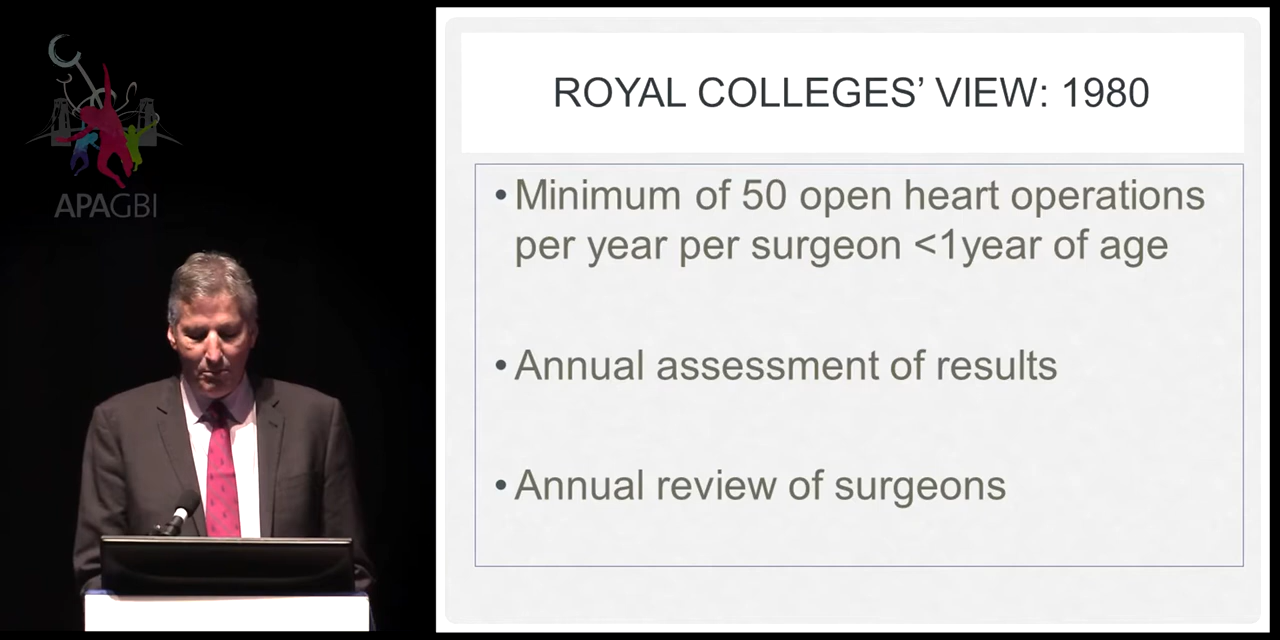 APAGBI
ROYAL COLLEGES’ VIEW: 1980
•Minimum of 50 open heart operations
per year per surgeon <1year of age
•Annual assessment of results
•Annual review of surgeons